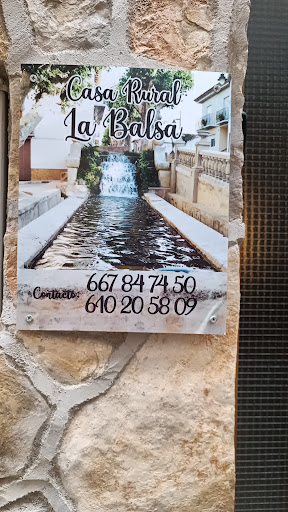 Casa Rural
La Balsa
667 84 74 50
Contacto:
610 20 58 09